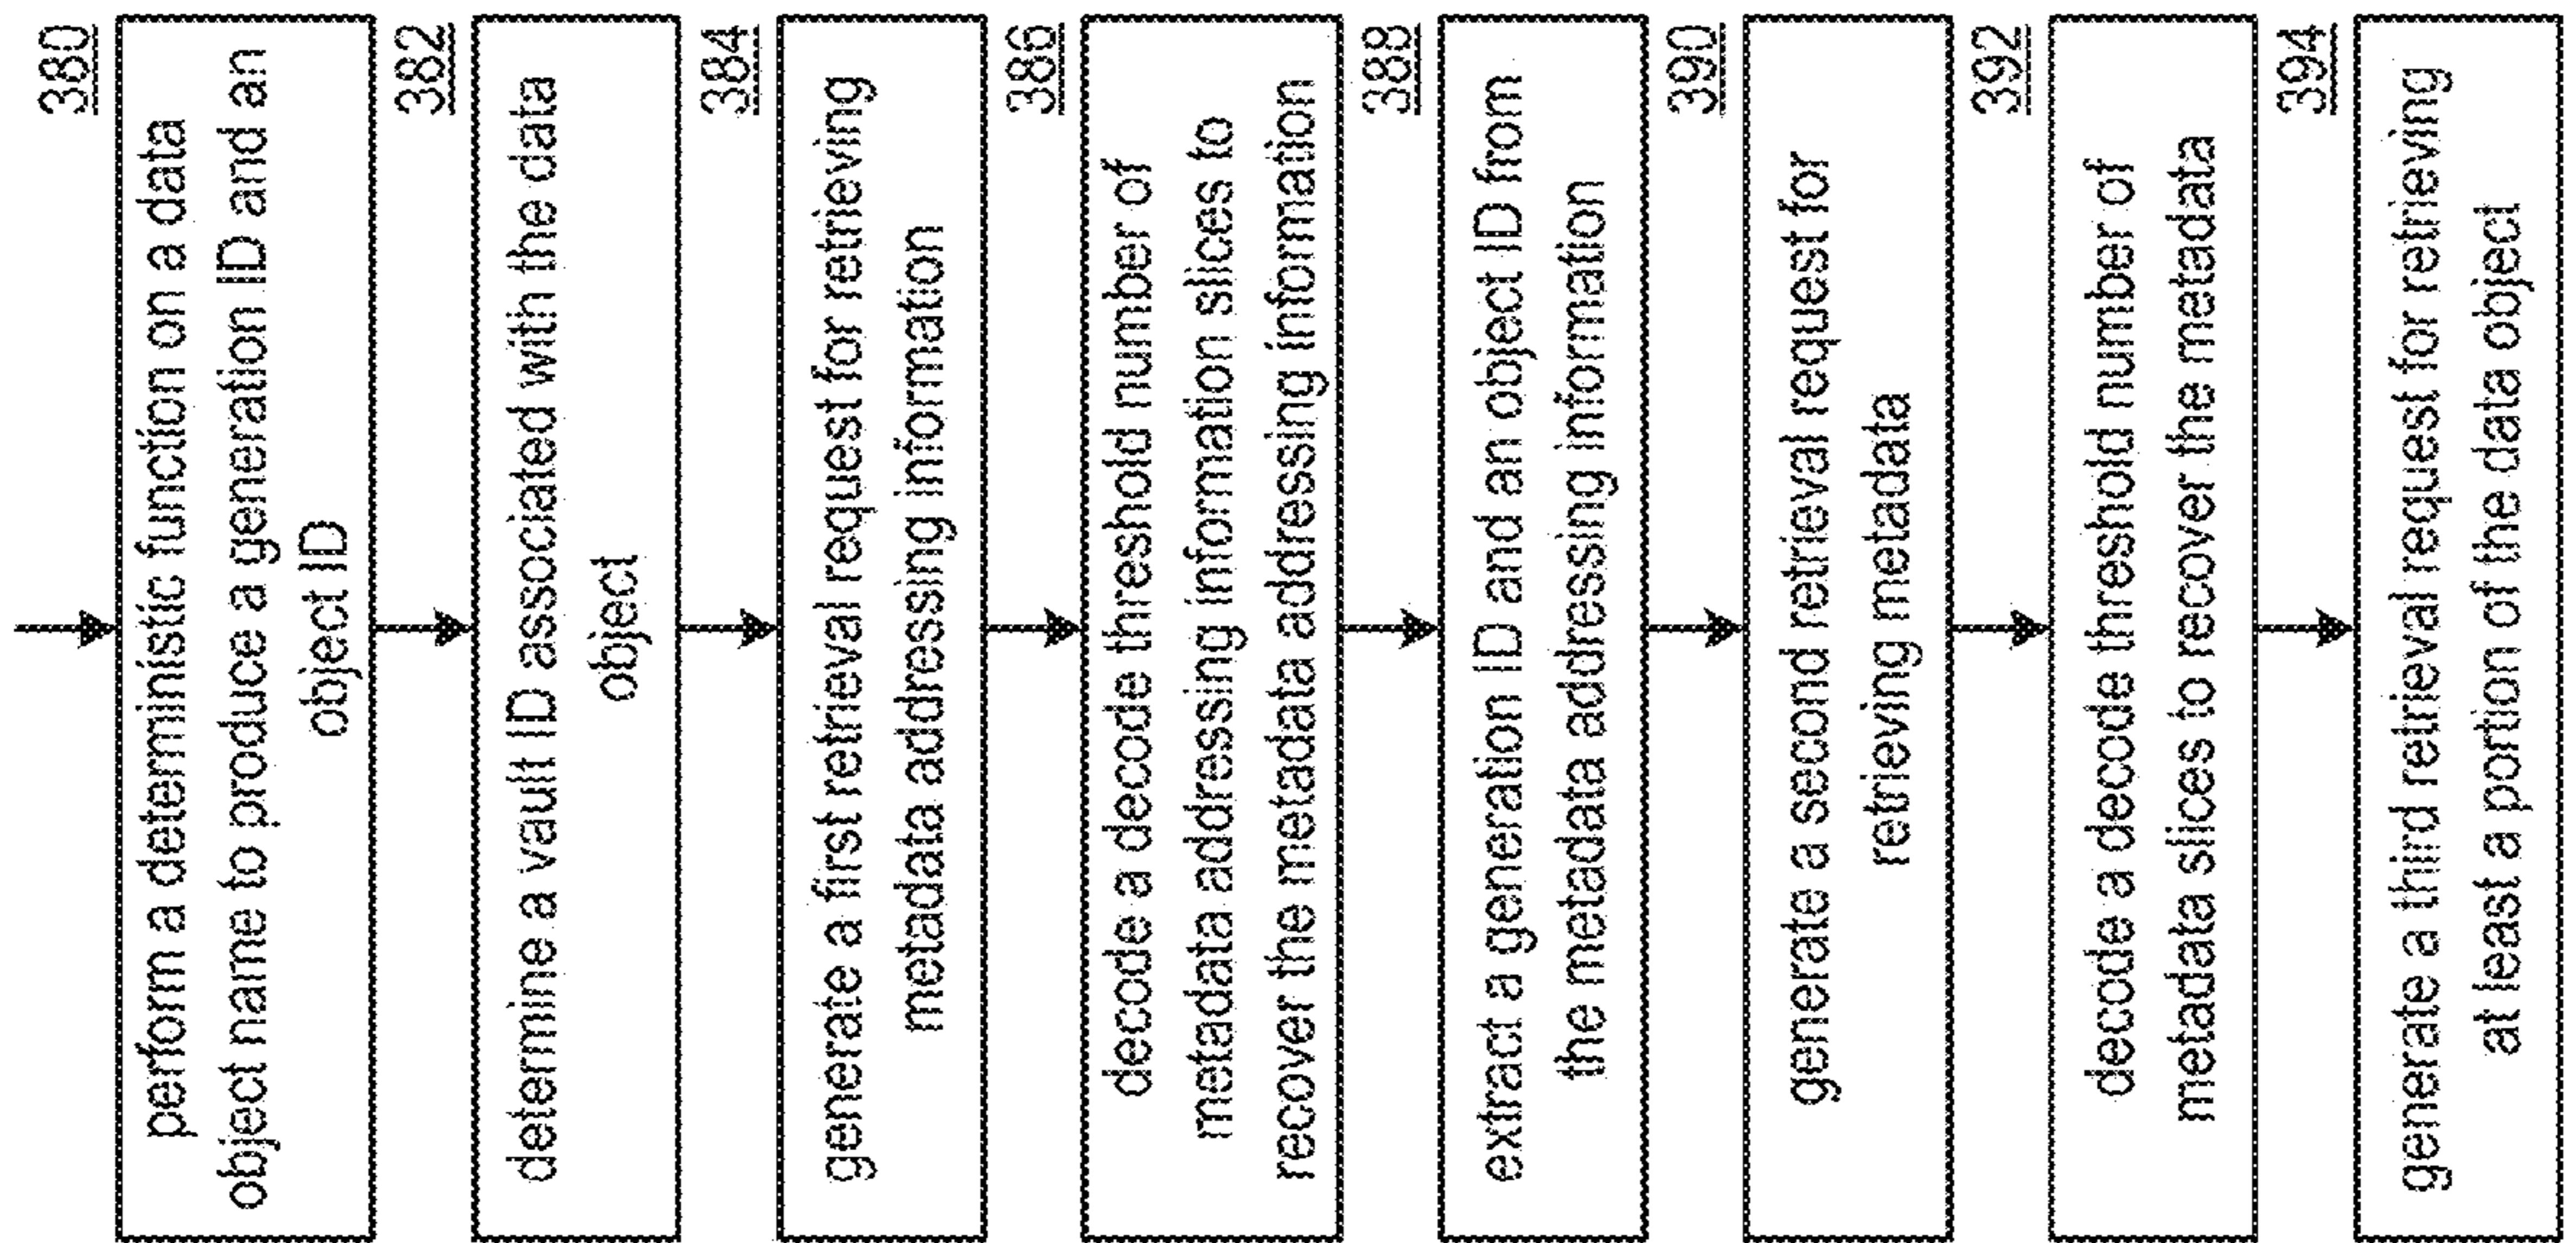 380
perform a deterministic function on a data
object name to produce a generation ID and an
object ID
382
determine a vault ID associated with the data
object
384
generate a first retrieval request for retrieving
metadata addressing information
386
decode a decode threshold number of
metadata addressing information slices to
recover the metadata addressing information
388
extract a generation ID and an object ID from
the metadata addressing information
390
generate a second retrieval request for
retrieving metadata
392
decode a decode threshold number of
metadata slices to recover the metadata
394
generate a third retrieval request for retrieving
at least a portion of the data object